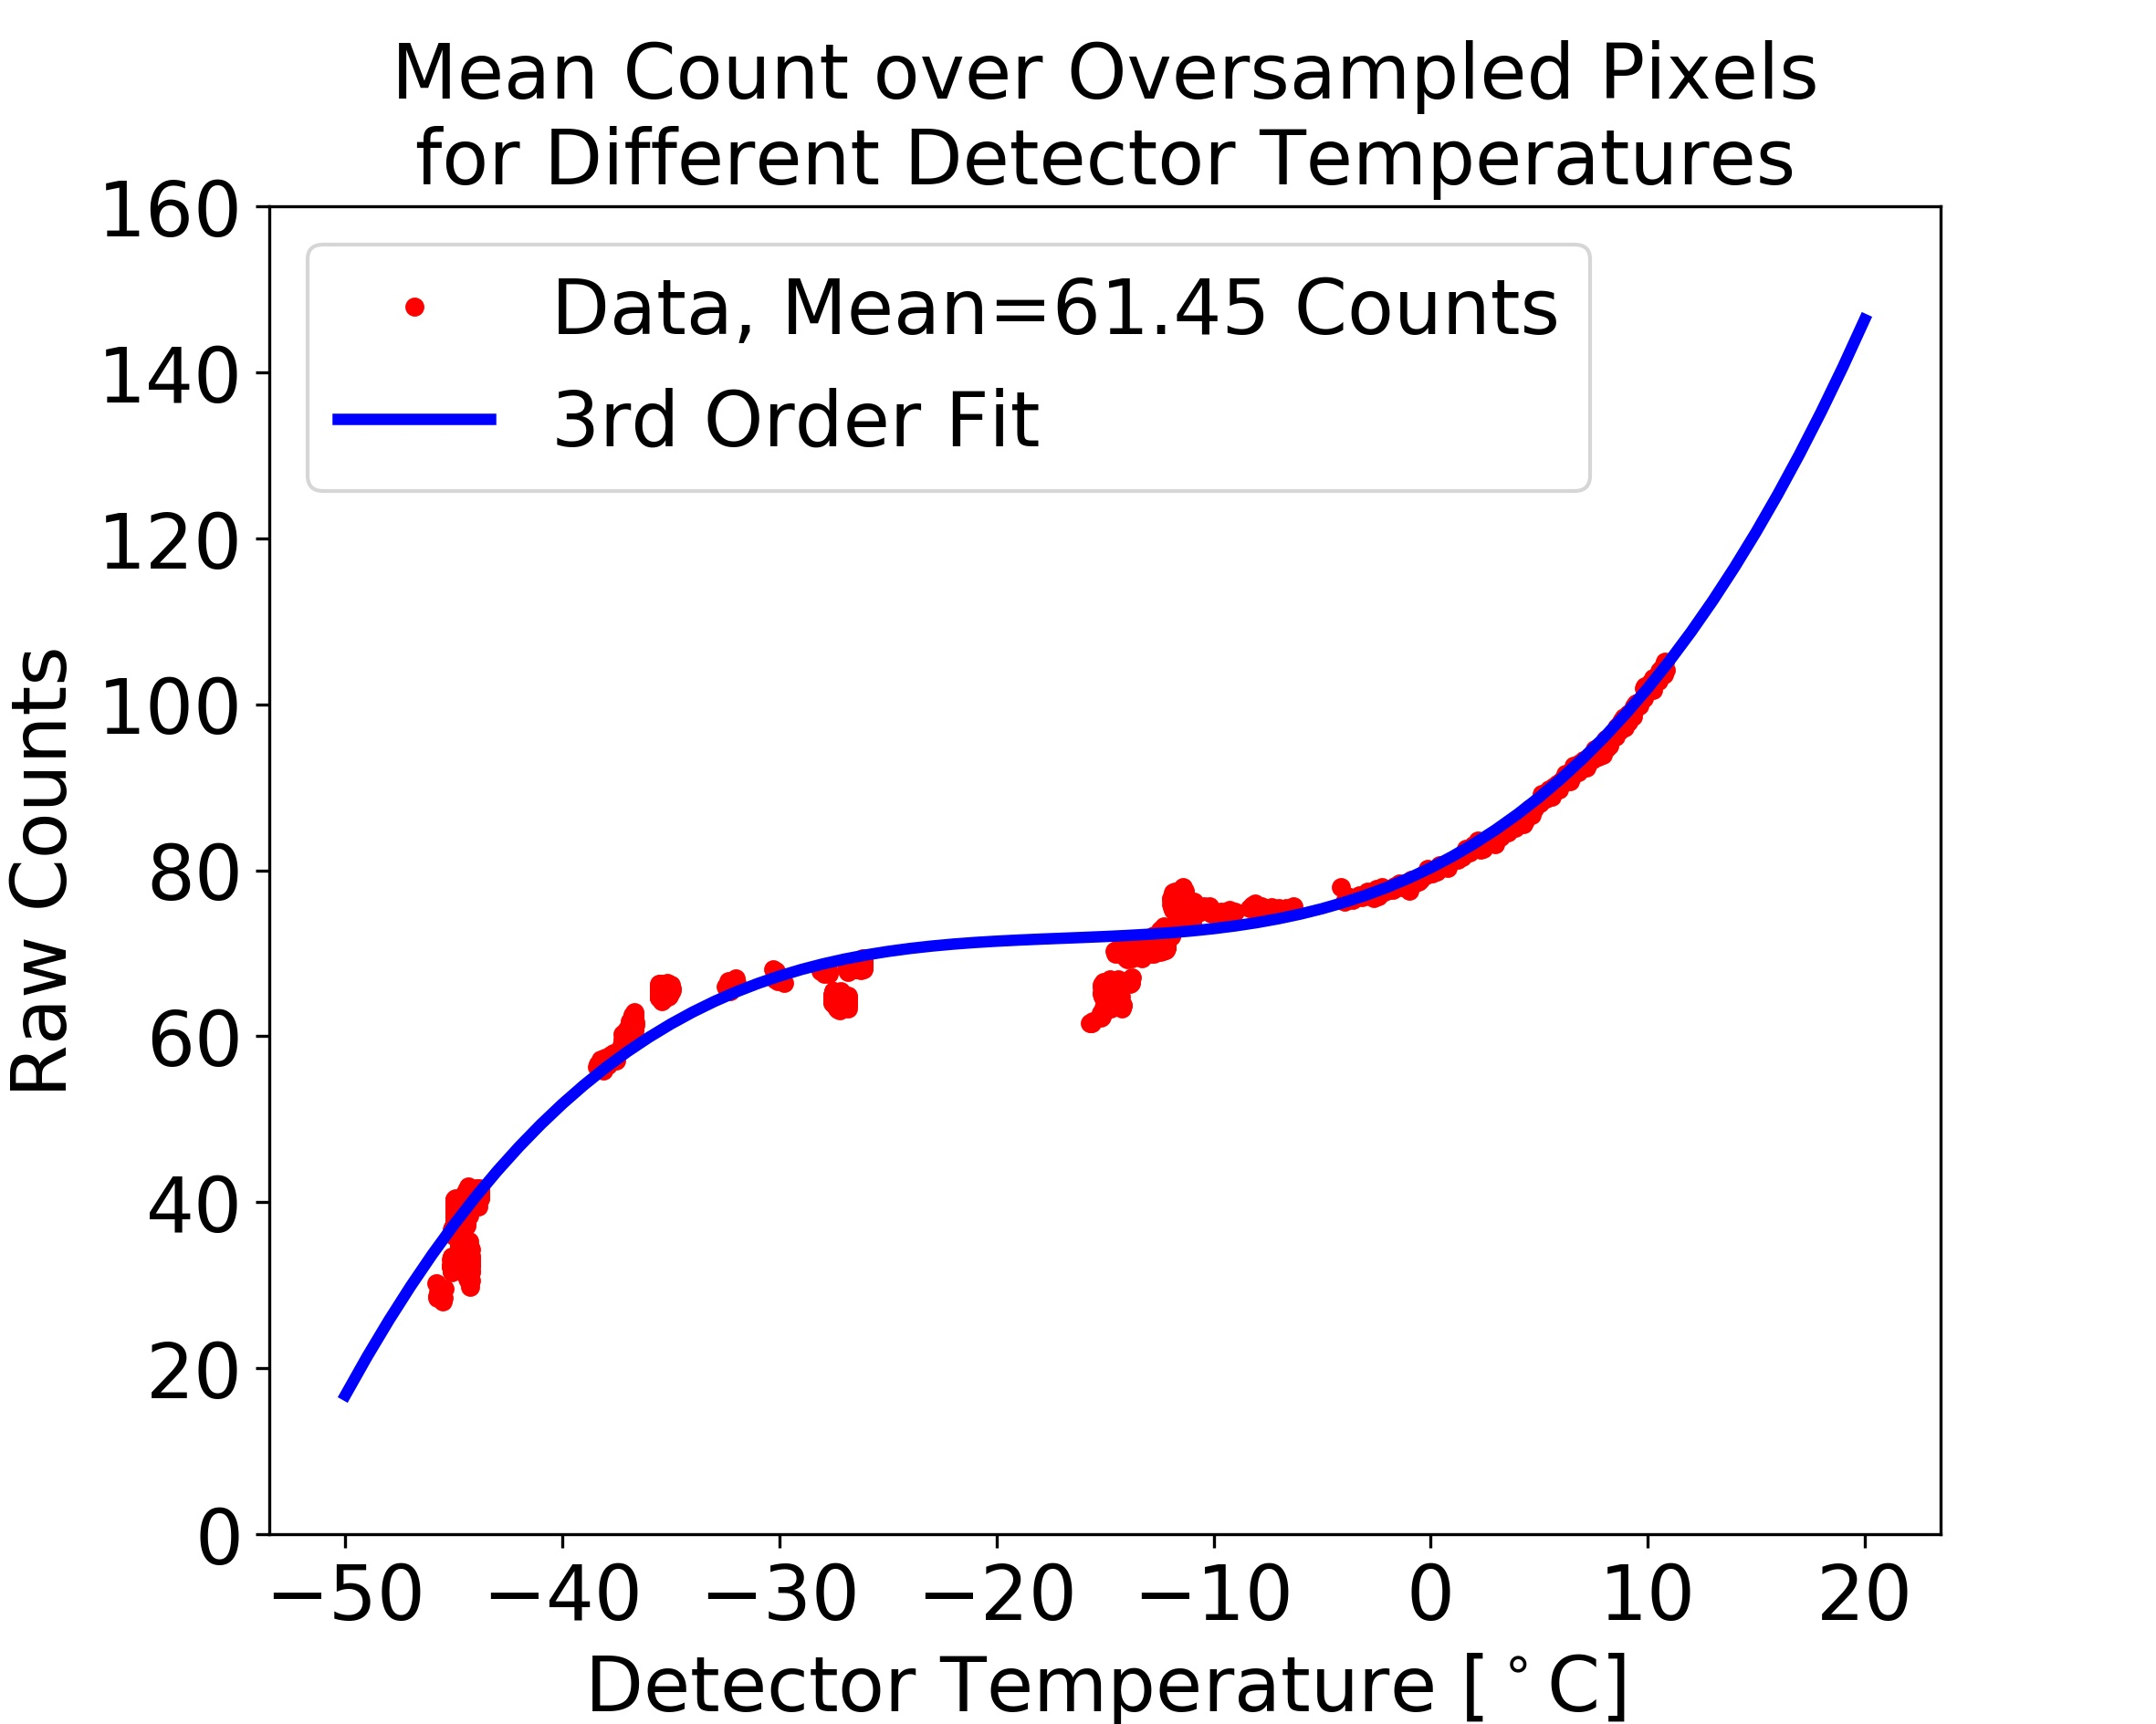 Mean Count over Oversampled Pixels
for Different Detector Temperatures
160
140
120
100
80
60
40
20
0
Raw Counts
Data, Mean=61.45 Counts
3rd Order Fit
−50 −40 −30 −20 −10 0 10 20
Detector Temperature [°C]